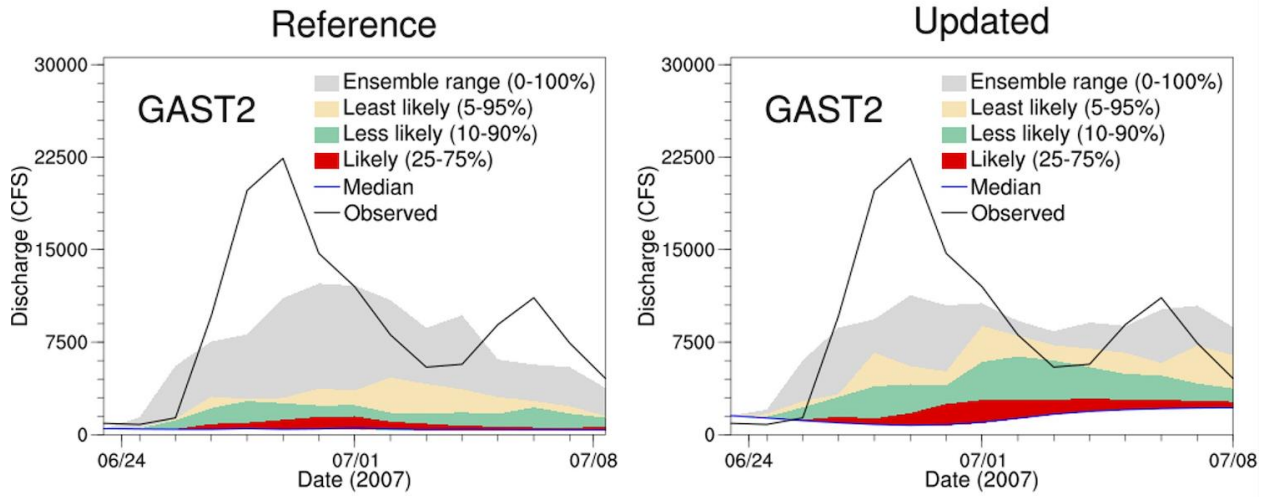 Reference
30000
22500
15000
7500
0
Discharge (CFS)
GAST2
Ensemble range (0-100%)
Least likely (5-95%)
Less likely (10-90%)
Likely (25-75%)
Median
Observed
06/24
07/01
07/08
Date (2007)
Updated
30000
22500
15000
7500
0
Discharge (CFS)
GAST2
Ensemble range (0-100%)
Least likely (5-95%)
Less likely (10-90%)
Likely (25-75%)
Median
Observed
06/24
07/01
07/08
Date (2007)